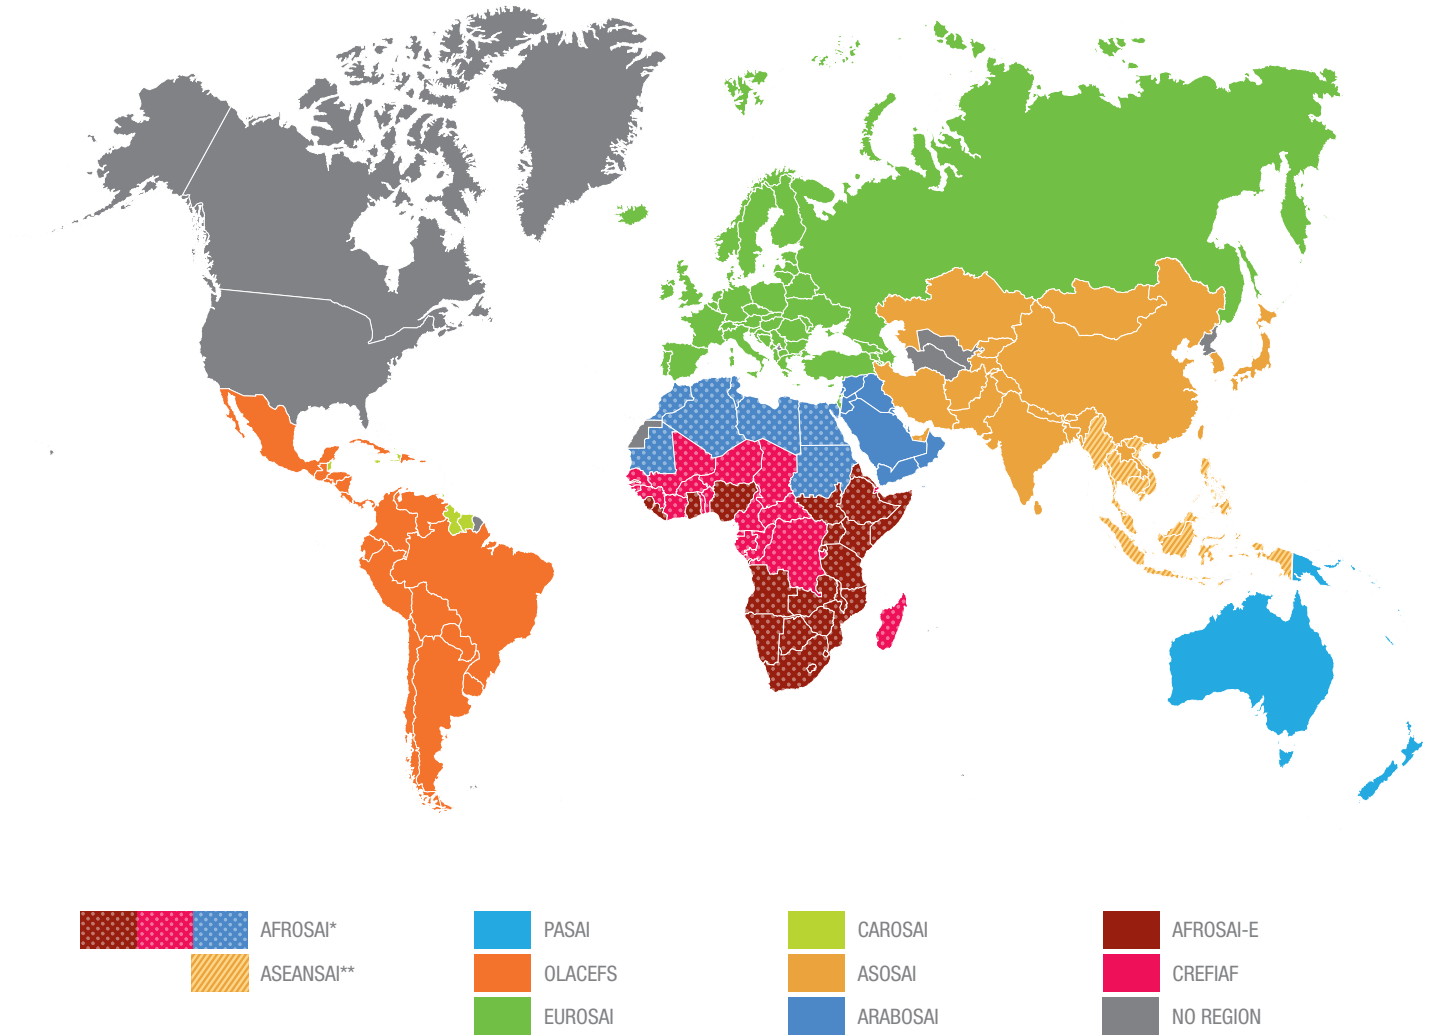 AFROSAI*
ASEANSAI**
PASAI
OLACEFS
EUROSAI
CAROSAI
ASOSAI
ARABOSAI
AFROSAI-E
CREFIAF
NO REGION